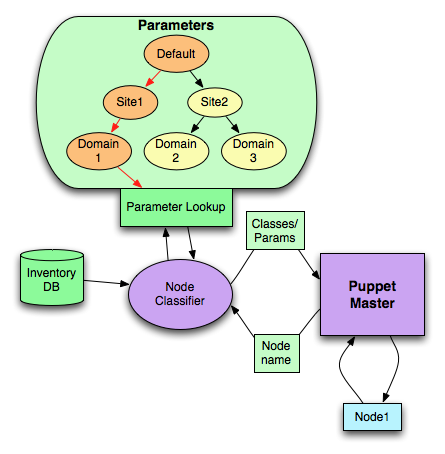 Parameters
Default
Site1
Site2
Domain
1
Domain
2
Domain
3
Parameter Lookup
Classes/
Params
Inventory
DB
Node
Classifier
Puppet
Master
Node
name
Node1